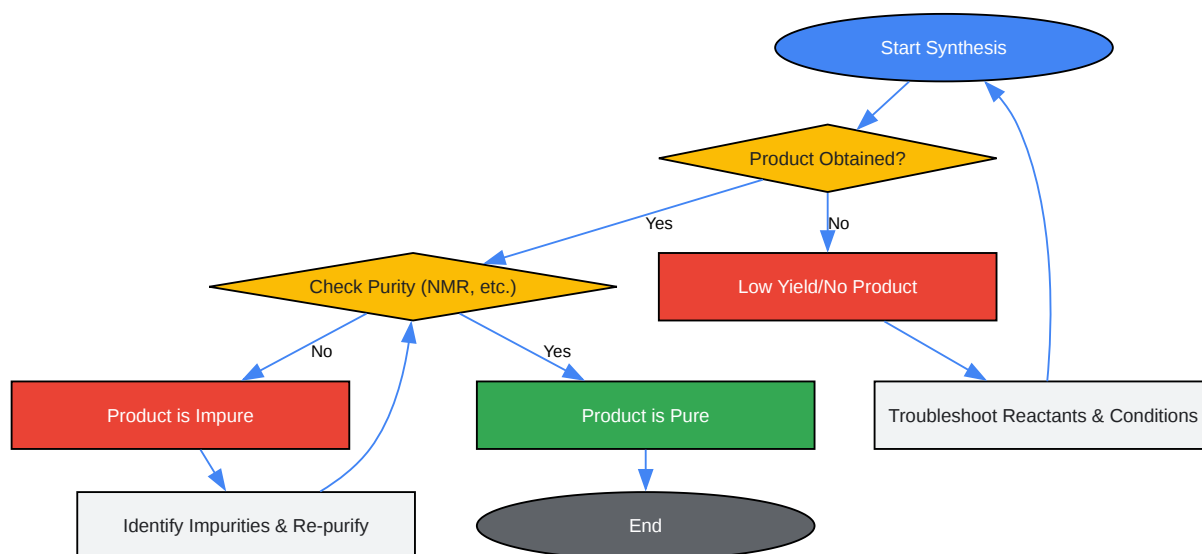 Start Synthesis
Product Obtained?
Yes
No
Check Purity (NMR, etc.)
Low Yield/No Product
No
Yes
Product is Impure
Product is Pure
Troubleshoot Reactants & Conditions
Identify Impurities & Re-purify
End